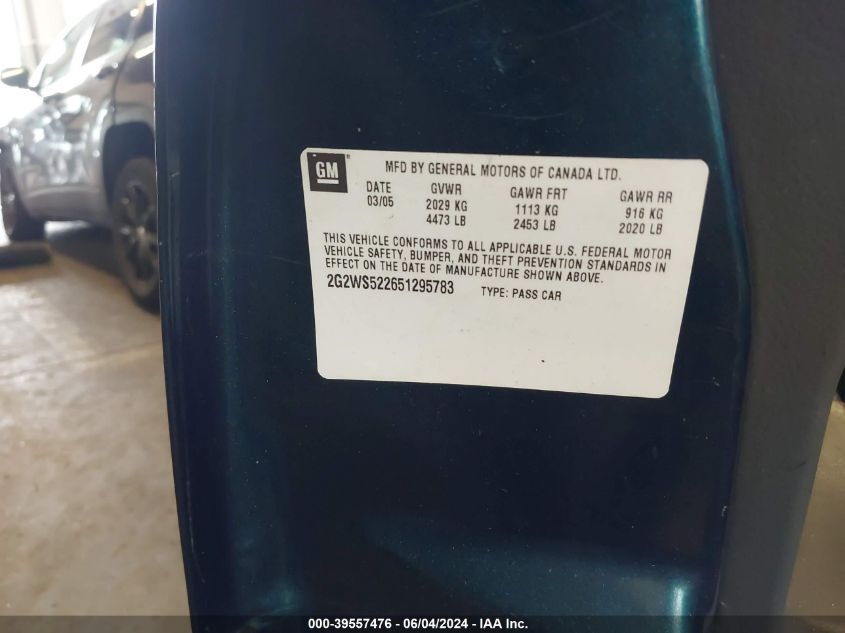 GM ® MFD BY GENERAL MOTORS OF CANADA LTD.
DATE GVWR GAWR FRT GAWR RR
03/05 2029 KG 1113 KG 916 KG
4473 LB 2453 LB 2020 LB
THIS VEHICLE CONFORMS TO ALL APPLICABLE U.S. FEDERAL MOTOR
VEHICLE SAFETY, BUMPER, AND THEFT PREVENTION STANDARDS IN
EFFECT ON THE DATE OF MANUFACTURE SHOWN ABOVE.
2G2WS522651295783 TYPE: PASS CAR
000-39557476 - 06/04/2024 - IAA Inc.